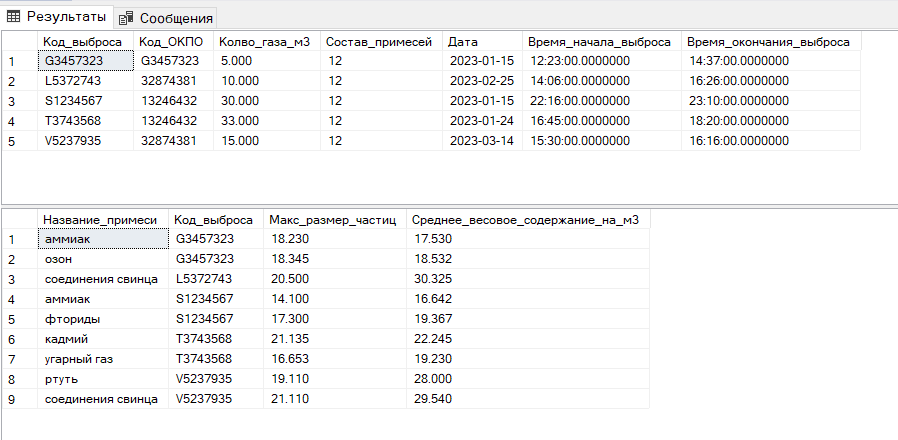 Результаты Сообщения
Код_выброса Код_ОКПО Колво_газа_м3 Состав_примесей Дата Время_начала_выброса Время_окончания_выброса
1 G3457323 G3457323 5.000 12 2023-01-15 12:23:00.0000000 14:37:00.0000000
2 L5372743 32874381 10.000 12 2023-02-25 14:06:00.0000000 16:26:00.0000000
3 S1234567 13246432 30.000 12 2023-01-15 22:16:00.0000000 23:10:00.0000000
4 T3743568 13246432 33.000 12 2023-01-24 16:45:00.0000000 18:20:00.0000000
5 V5237935 32874381 15.000 12 2023-03-14 15:30:00.0000000 16:16:00.0000000
Название_примеси Код_выброса Макс_размер_частиц Среднее_весовое_содержание_на_м3
1 аммиак G3457323 18.230 17.530
2 озон G3457323 18.345 18.532
3 соединения свинца L5372743 20.500 30.325
4 аммиак S1234567 14.100 16.642
5 фториды S1234567 17.300 19.367
6 кадмий T3743568 21.135 22.245
7 угарный газ T3743568 16.653 19.230
8 ртуть V5237935 19.110 28.000
9 соединения свинца V5237935 21.110 29.540